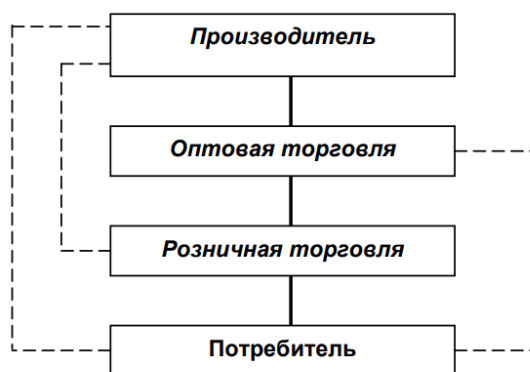 Производитель
Оптовая торговля
Розничная торговля
Потребитель